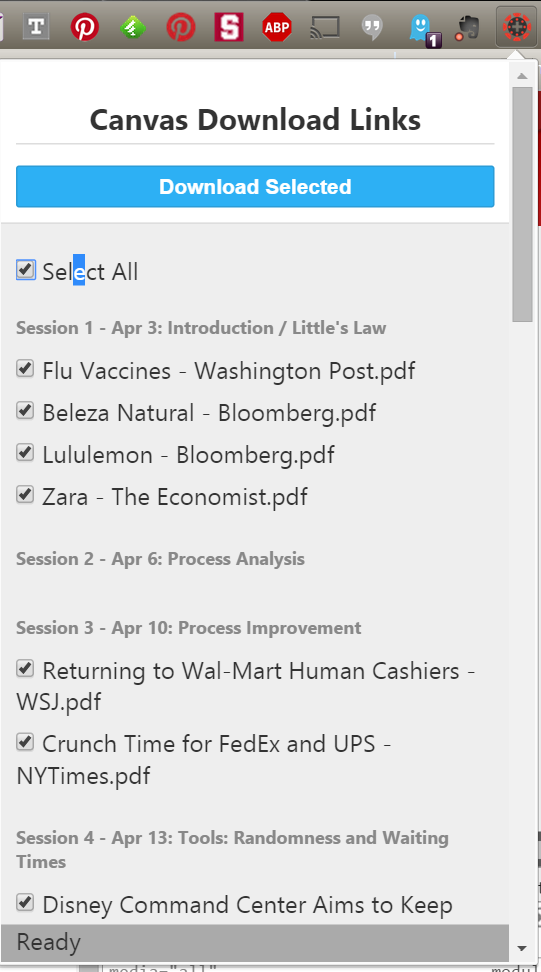 T
S
ABP
1
Canvas Download Links
Download Selected
Select All
Session 1 - Apr 3: Introduction / Little's Law
Flu Vaccines - Washington Post.pdf
Beleza Natural - Bloomberg.pdf
Lululemon - Bloomberg.pdf
Zara - The Economist.pdf
Session 2 - Apr 6: Process Analysis
Session 3 - Apr 10: Process Improvement
Returning to Wal-Mart Human Cashiers -
WSJ.pdf
Crunch Time for FedEx and UPS -
NYTimes.pdf
Session 4 - Apr 13: Tools: Randomness and Waiting
Times
Disney Command Center Aims to Keep
Ready
media="all"